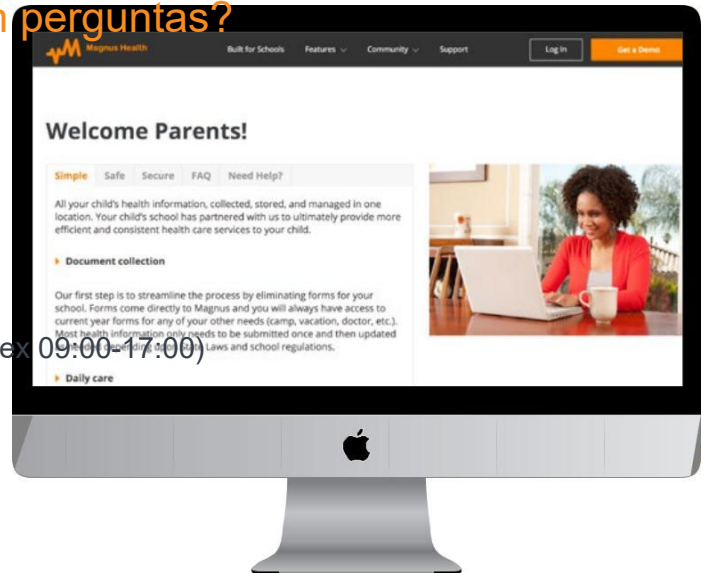 perguntas?
Magnus Health Built for Schools Features Community Support Log In Get a Demo
Welcome Parents!
Simple Safe Secure FAQ Need Help?
All your child's health information, collected, stored, and managed in one
location. Your child's school has partnered with us to ultimately provide more
efficient and consistent health care services to your child.
Document collection
Our first step is to streamline the process by eliminating forms for your
school. Forms come directly to Magnus and you will always have access to
current year forms for any of your other needs (camp, vacation, doctor, etc.).
Most health information only needs to be submitted once and then updated
ex 09:00-17:00)
as needed depending upon State Laws and school regulations.
Daily care